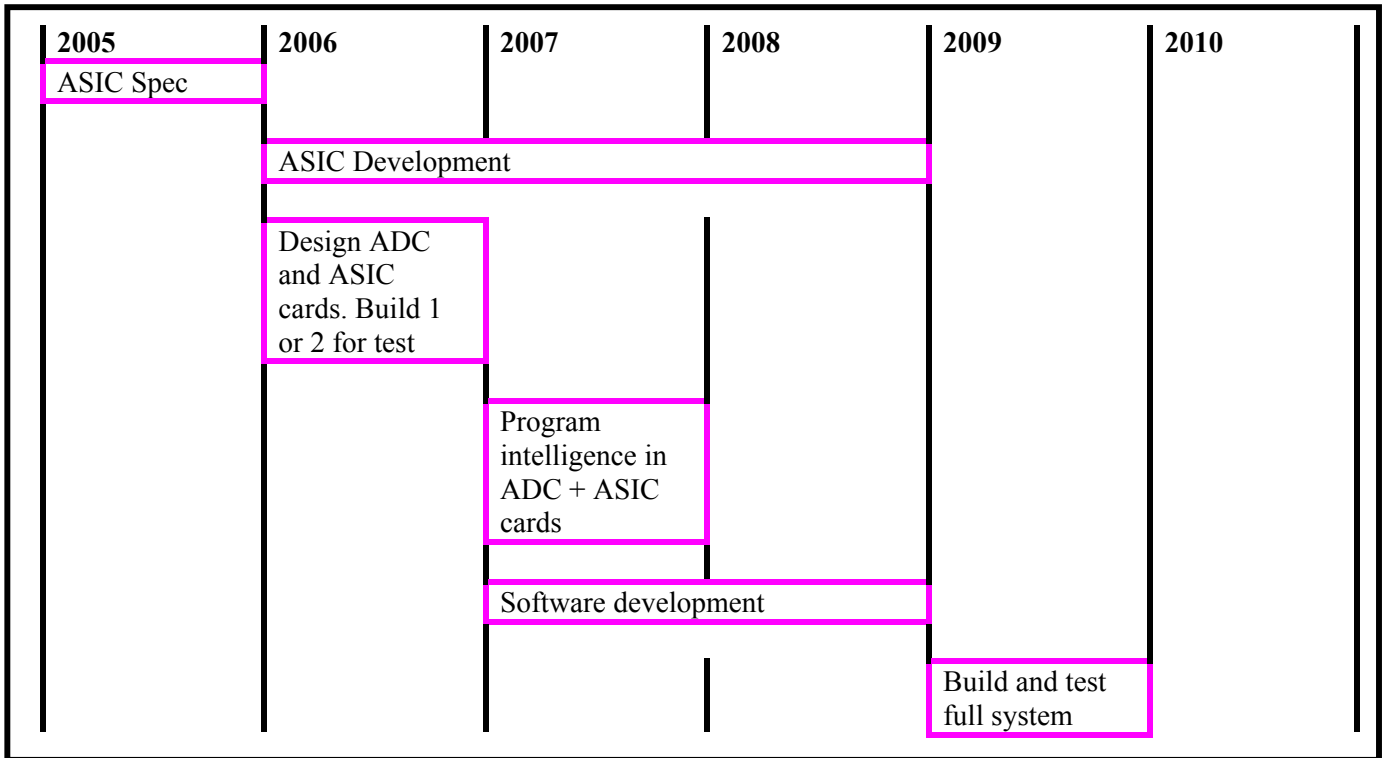 2005 2006 2007 2008 2009 2010
ASIC Spec
ASIC Development
Design ADC
and ASIC
cards. Build 1
or 2 for test
Program
intelligence in
ADC + ASIC
cards
Software development
Build and test
full system